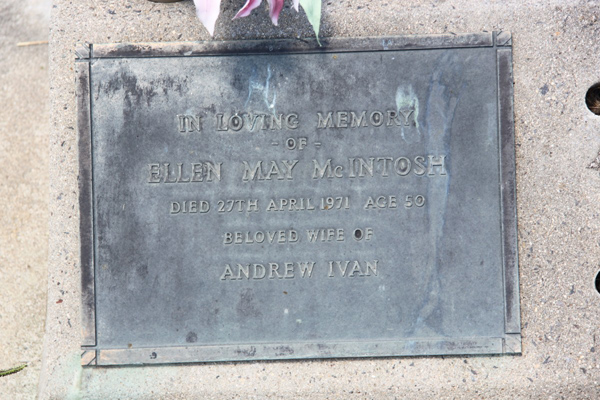 IN LOVING MEMORY
- OF -
ELLEN MAY McINTOSH
DIED 27TH APRIL 1971 AGE 50
BELOVED WIFE OF
ANDREW IVAN